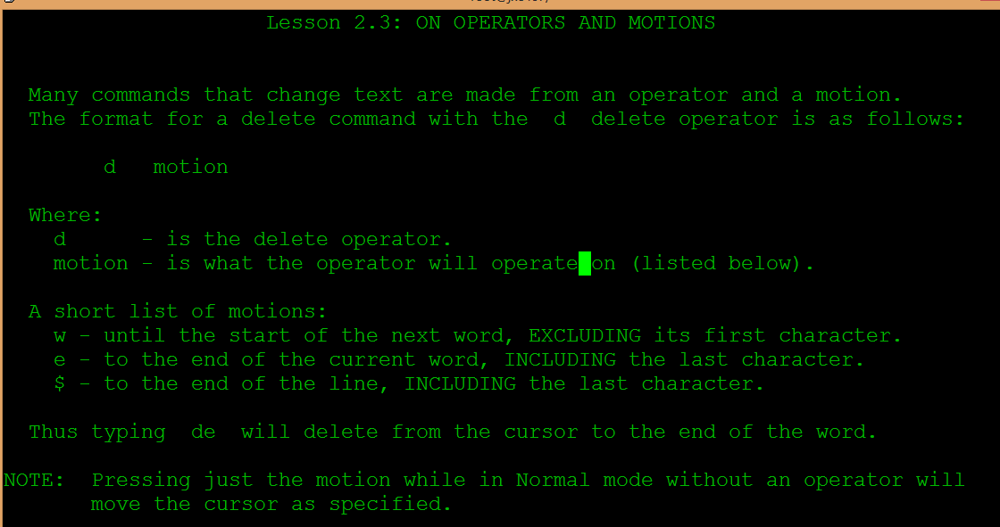 Lesson 2.3: ON OPERATORS AND MOTIONS
Many commands that change text are made from an operator and a motion.
The format for a delete command with the  d  delete operator is as follows:
d   motion
Where:
d      - is the delete operator.
motion - is what the operator will operate on (listed below).
A short list of motions:
w - until the start of the next word, EXCLUDING its first character.
e - to the end of the current word, INCLUDING the last character.
$ - to the end of the line, INCLUDING the last character.
Thus typing  de  will delete from the cursor to the end of the word.
NOTE:  Pressing just the motion while in Normal mode without an operator will
move the cursor as specified.